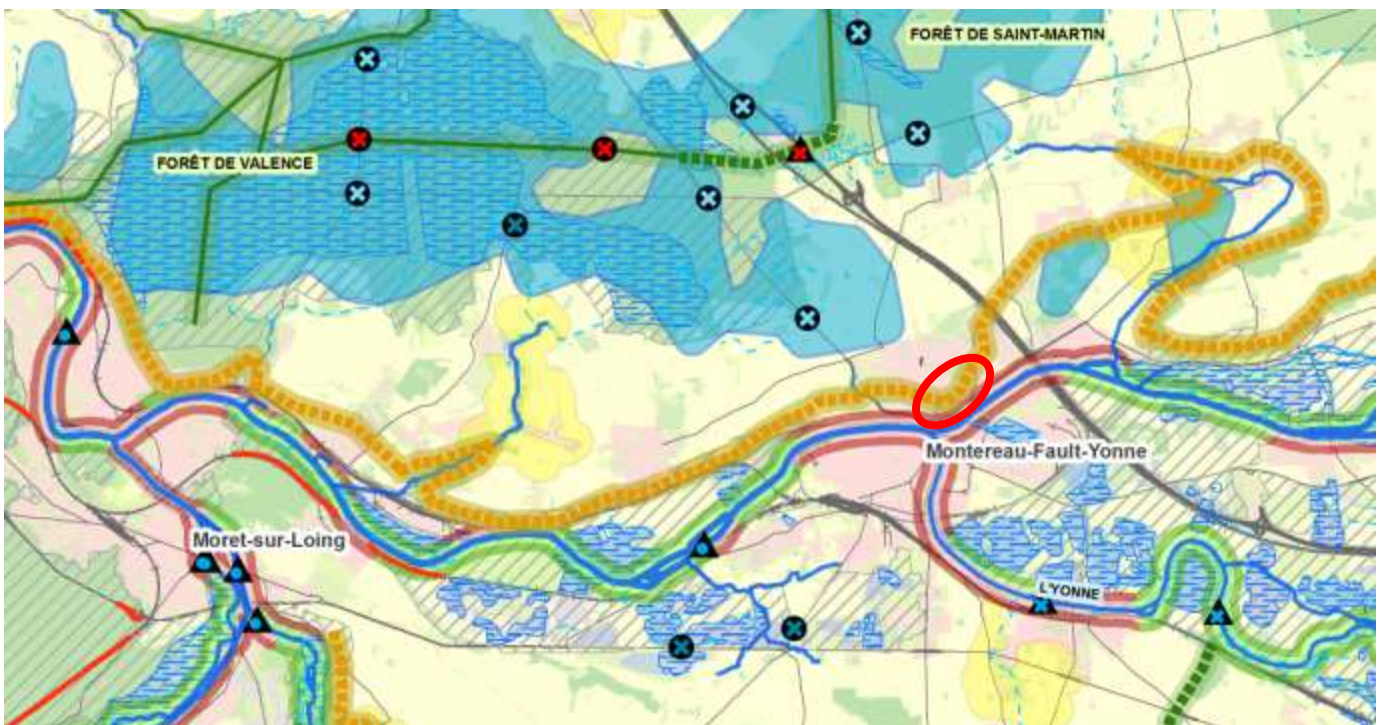 FORÊT DE SAINT-MARTIN
FORÊT DE VALENCE
Montereau-Fault-Yonne
Moret-sur-Loing
L'YONNE